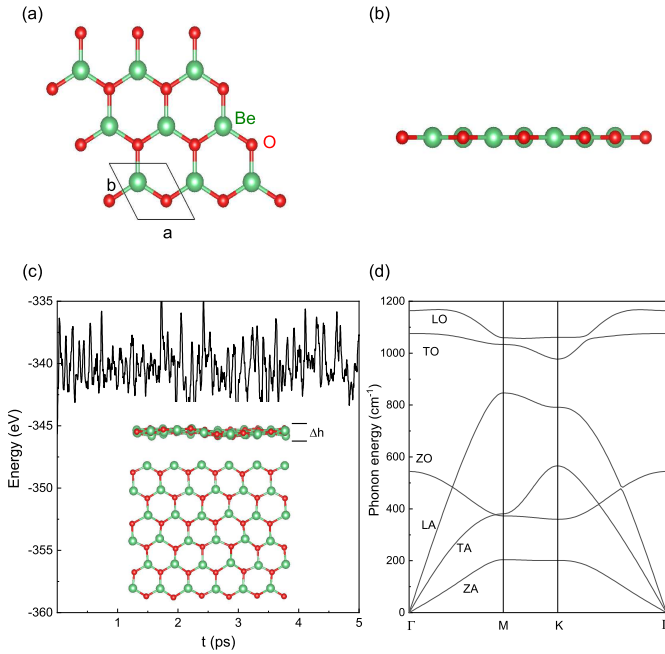 (a)
(b)
Be
O
b
a
(c)
(d)
Energy (eV)
-335
-340
-345
-350
-355
-360
Δh
1
2
3
4
5
t (ps)
Phonon energy (cm-1)
1200
1000
800
600
400
200
0
LO
TO
ZO
LA
TA
ZA
Γ
M
K
Γ